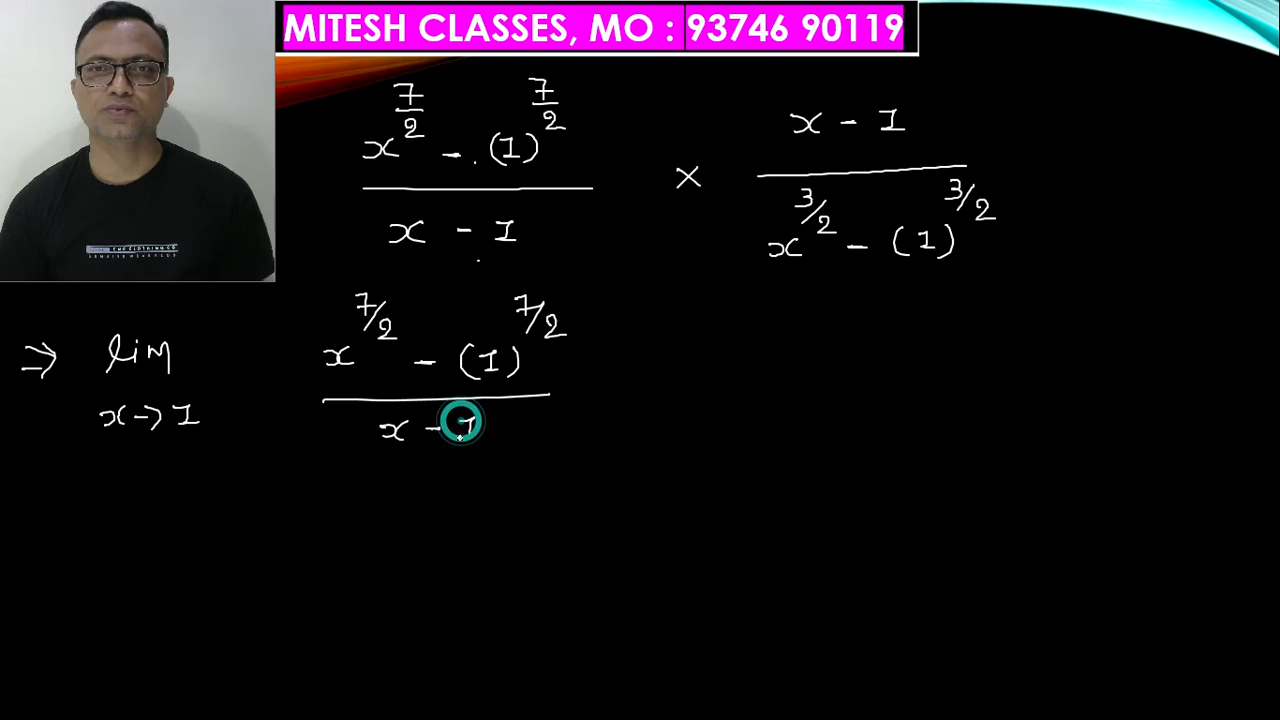 MITESH CLASSES, MO : 93746 90119
x^(7/2) - (1)^(7/2) / x - 1 × x - 1 / x^(3/2) - (1)^(3/2)
⇒ lim x→1 x^(7/2) - (1)^(7/2) / x - 1